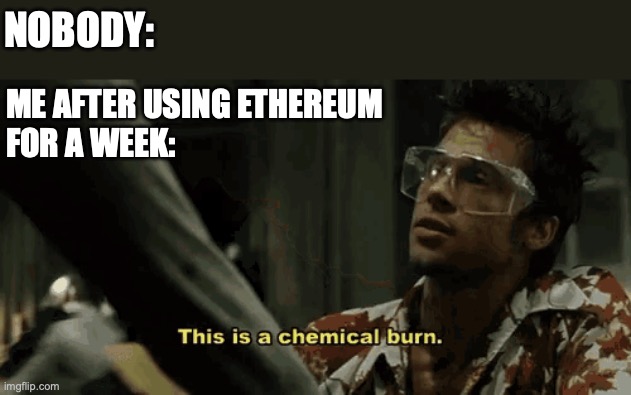 NOBODY:
ME AFTER USING ETHEREUM
FOR A WEEK:
This is a chemical burn.
imgflip.com